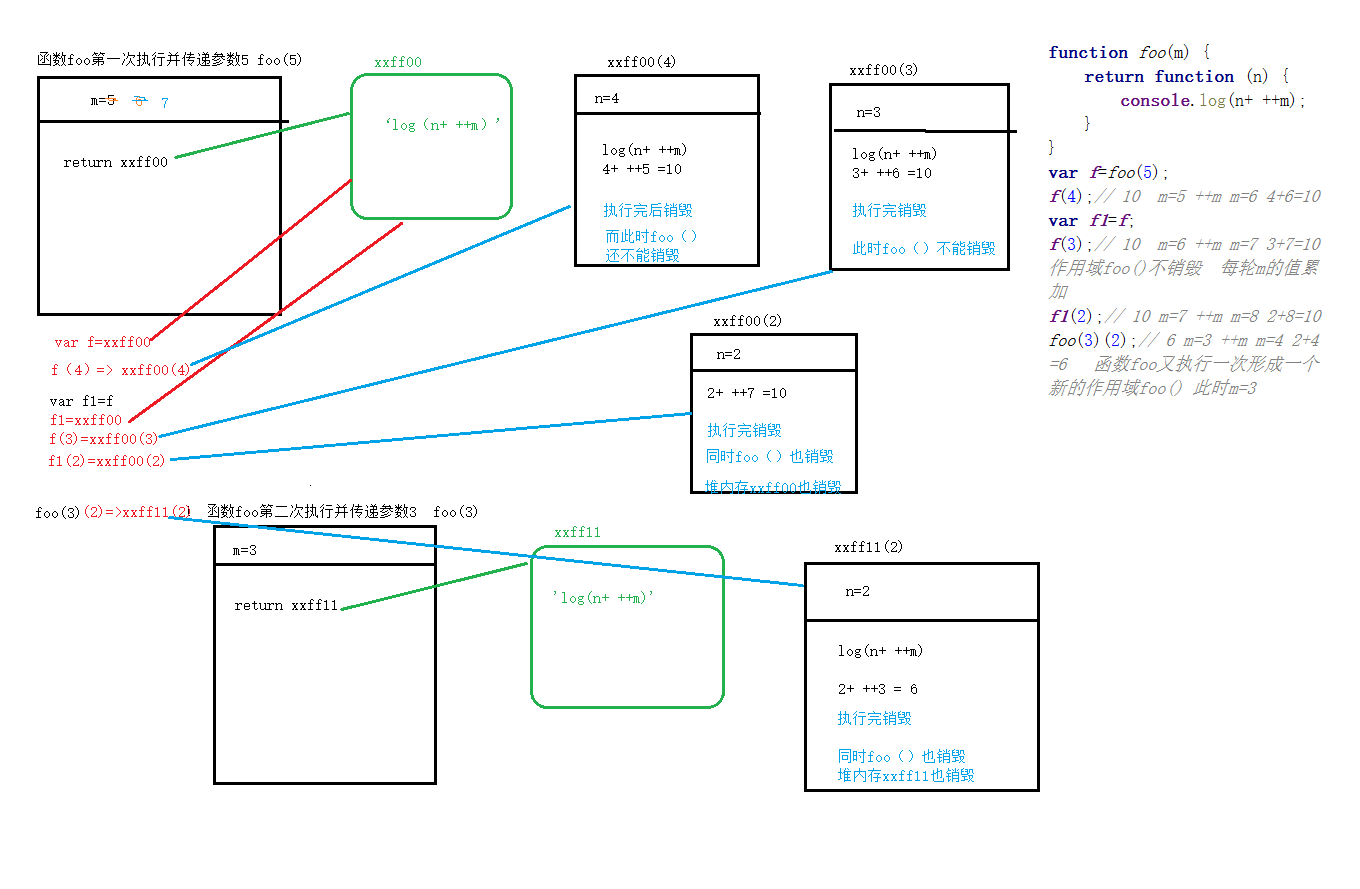 函数foo第一次执行并传递参数5 foo(5)
m=5 6 7
return xxff00
xxff00
‘log（n+ ++m）’
xxff00(4)
n=4
log(n+ ++m)
4+ ++5 =10
执行完后销毁
而此时foo（）
还不能销毁
xxff00(3)
n=3
log(n+ ++m)
3+ ++6 =10
执行完销毁
此时foo（）不能销毁
var f=xxff00
f（4）=> xxff00(4)
var f1=f
f1=xxff00
f(3)=xxff00(3)
f1(2)=xxff00(2)
xxff00(2)
n=2
2+ ++7 =10
执行完销毁
同时foo（）也销毁
堆内存xxff00也销毁
foo(3)(2)=>xxff11(2)
函数foo第二次执行并传递参数3  foo(3)
m=3
return xxff11
xxff11
'log(n+ ++m)'
xxff11(2)
n=2
log(n+ ++m)
2+ ++3 = 6
执行完销毁
同时foo（）也销毁
堆内存xxff11也销毁
function foo(m) {
    return function (n) {
        console.log(n+ ++m);
    }
}
var f=foo(5);
f(4);// 10  m=5 ++m m=6 4+6=10
var f1=f;
f(3);// 10  m=6 ++m m=7 3+7=10
作用域foo()不销毁  每轮m的值累
加
f1(2);// 10 m=7 ++m m=8 2+8=10
foo(3)(2);// 6 m=3 ++m m=4 2+4
=6   函数foo又执行一次形成一个
新的作用域foo() 此时m=3